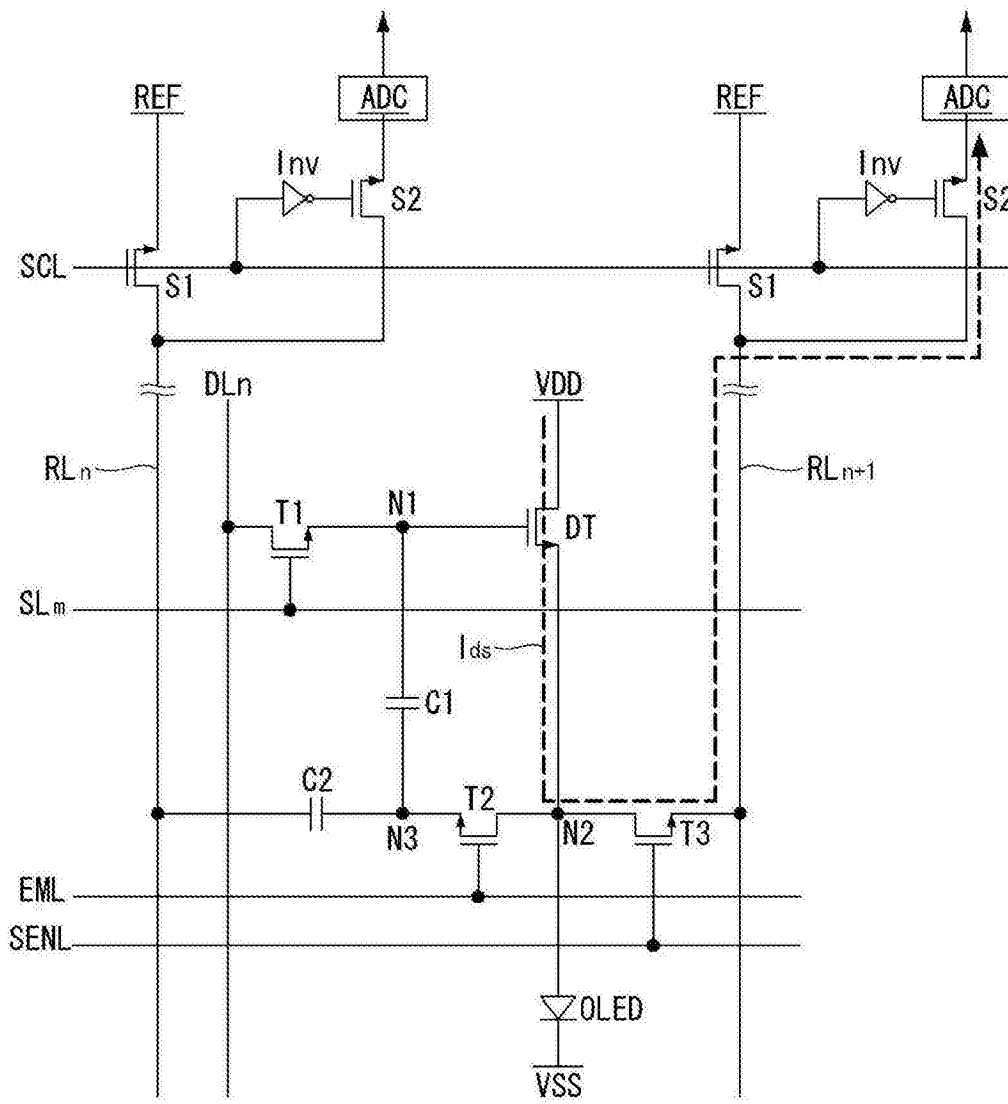 ADC ADC
REF REF
Inv Inv
S2 S2
SCL
S1 S1
DLn VDD
RLn RLn+1
T1 N1
DT
SLm
Ids
C1
C2 T2
N3 N2 T3
EML
SENL
OLED
VSS